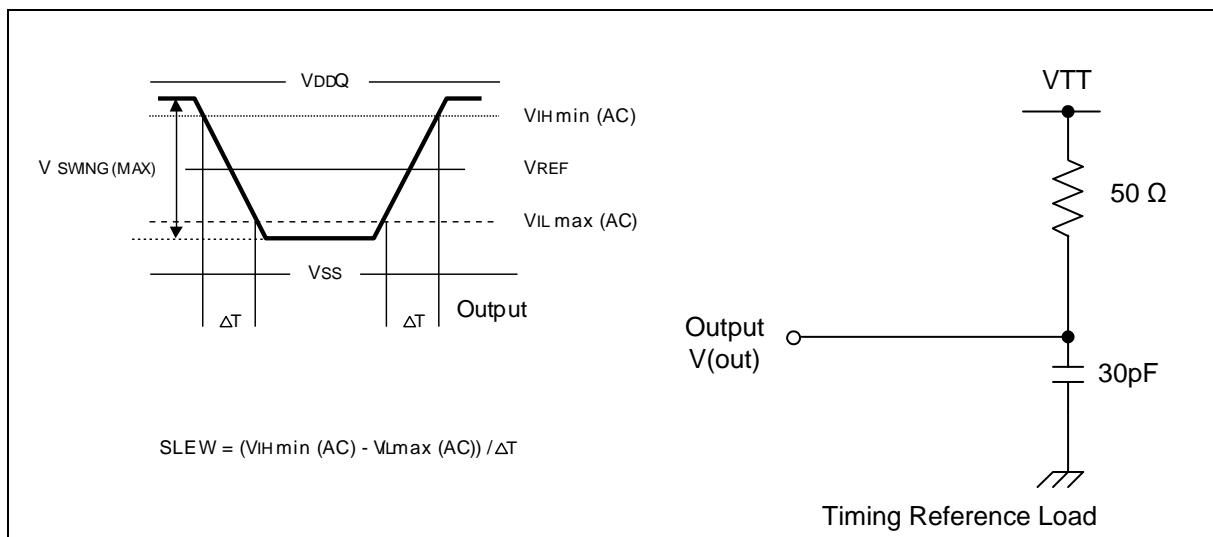 VDDQ
VIH min (AC)
V SWING (MAX)
VREF
VIL max (AC)
VSS
ΔT
ΔT
Output
SLEW = (VIH min (AC) - VILmax (AC)) / ΔT
VTT
50 Ω
Output
V(out)
30pF
Timing Reference Load